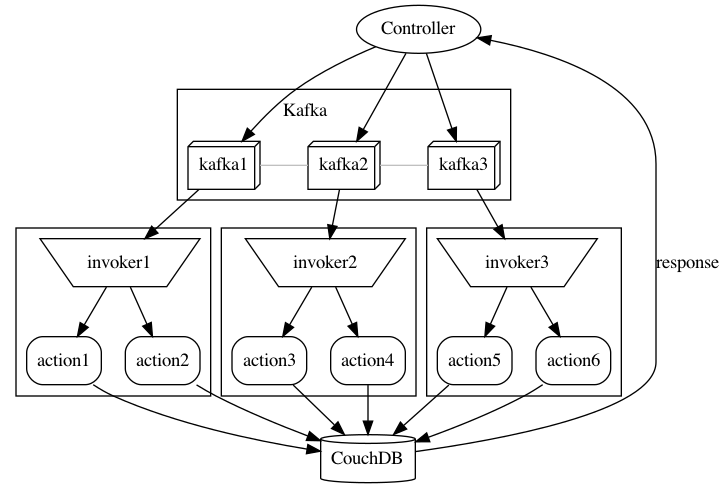 Controller
Kafka
kafka1
kafka2
kafka3
invoker1
invoker2
invoker3
response
action1
action2
action3
action4
action5
action6
CouchDB